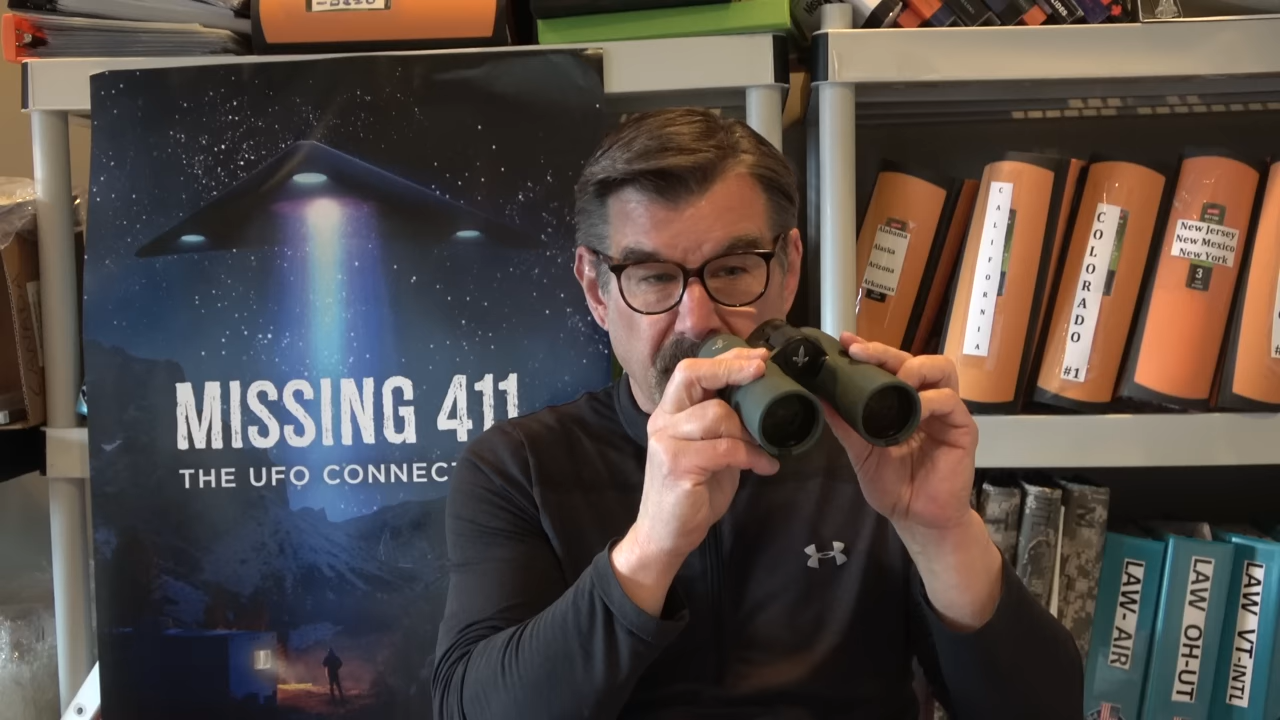 MISSING 411
THE UFO CONNECT
Alabama
Alaska
Arizona
Arkansas
CALIFORNIA
COLORADO
#1
New Jersey
New Mexico
New York
3
LAW- AIR
LAW OH-UT
LAW VT-INTL